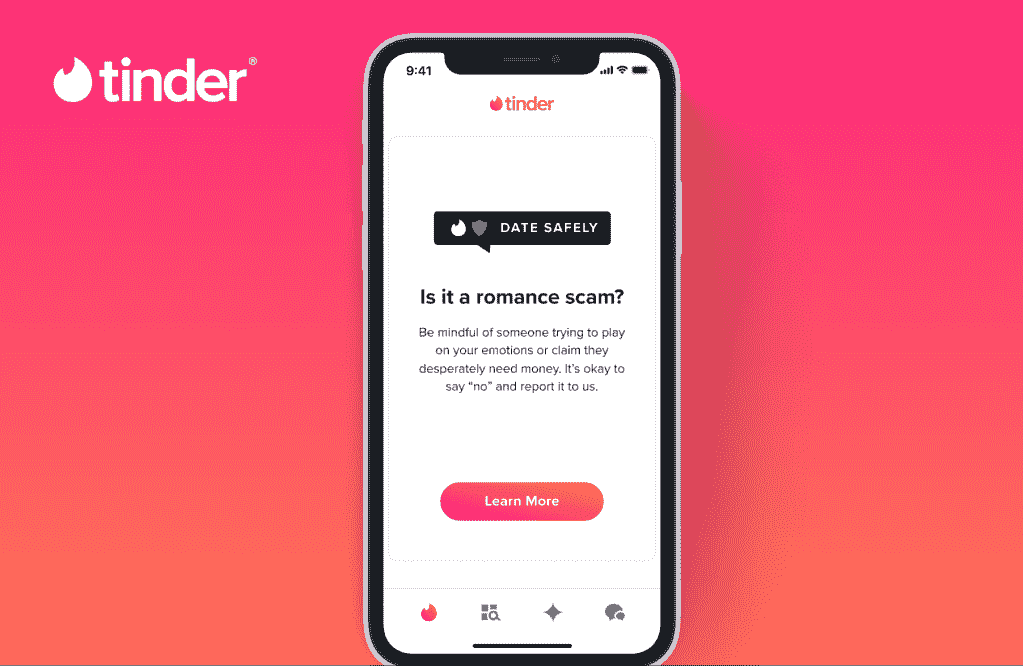 tinder®
9:41
tinder
DATE SAFELY
Is it a romance scam?
Be mindful of someone trying to play
on your emotions or claim they
desperately need money. It's okay to
say “no” and report it to us.
Learn More